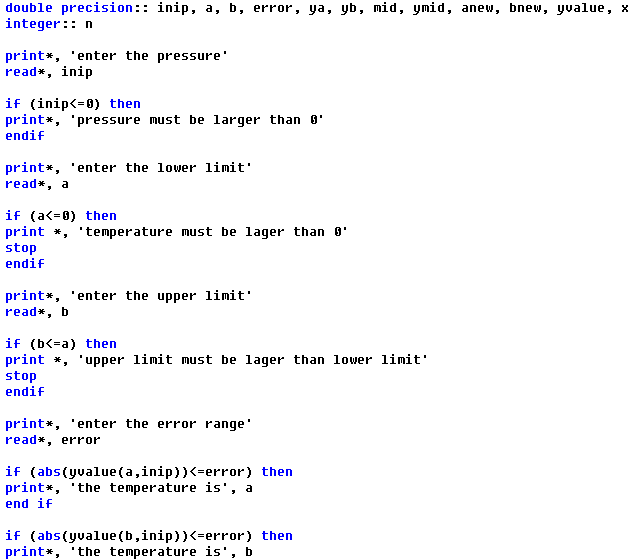 double precision:: inip, a, b, error, ya, yb, mid, ymid, anew, bnew, yvalue, x
integer:: n
print*, 'enter the pressure'
read*, inip
if (inip<=0) then
print*, 'pressure must be larger than 0'
endif
print*, 'enter the lower limit'
read*, a
if (a<=0) then
print *, 'temperature must be lager than 0'
stop
endif
print*, 'enter the upper limit'
read*, b
if (b<=a) then
print *, 'upper limit must be lager than lower limit'
stop
endif
print*, 'enter the error range'
read*, error
if (abs(yvalue(a,inip))<=error) then
print*, 'the temperature is', a
end if
if (abs(yvalue(b,inip))<=error) then
print*, 'the temperature is', b